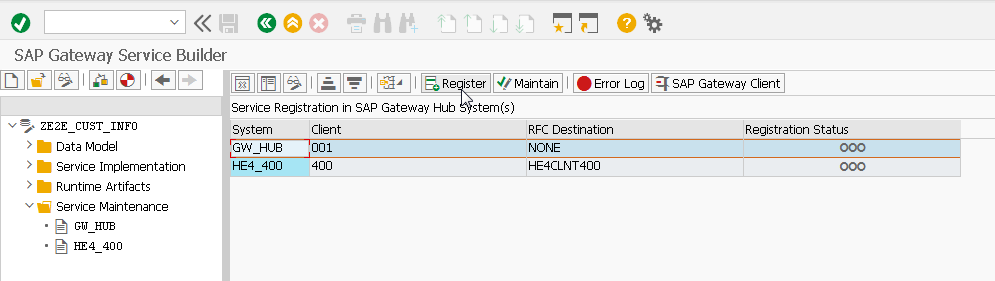 SAP Gateway Service Builder
Register Maintain Error Log SAP Gateway Client
Service Registration in SAP Gateway Hub System(s)
System Client RFC Destination Registration Status
GW_HUB 001 NONE
HE4_400 400 HE4CLNT400
ZE2E_CUST_INFO
Data Model
Service Implementation
Runtime Artifacts
Service Maintenance
GW_HUB
HE4_400